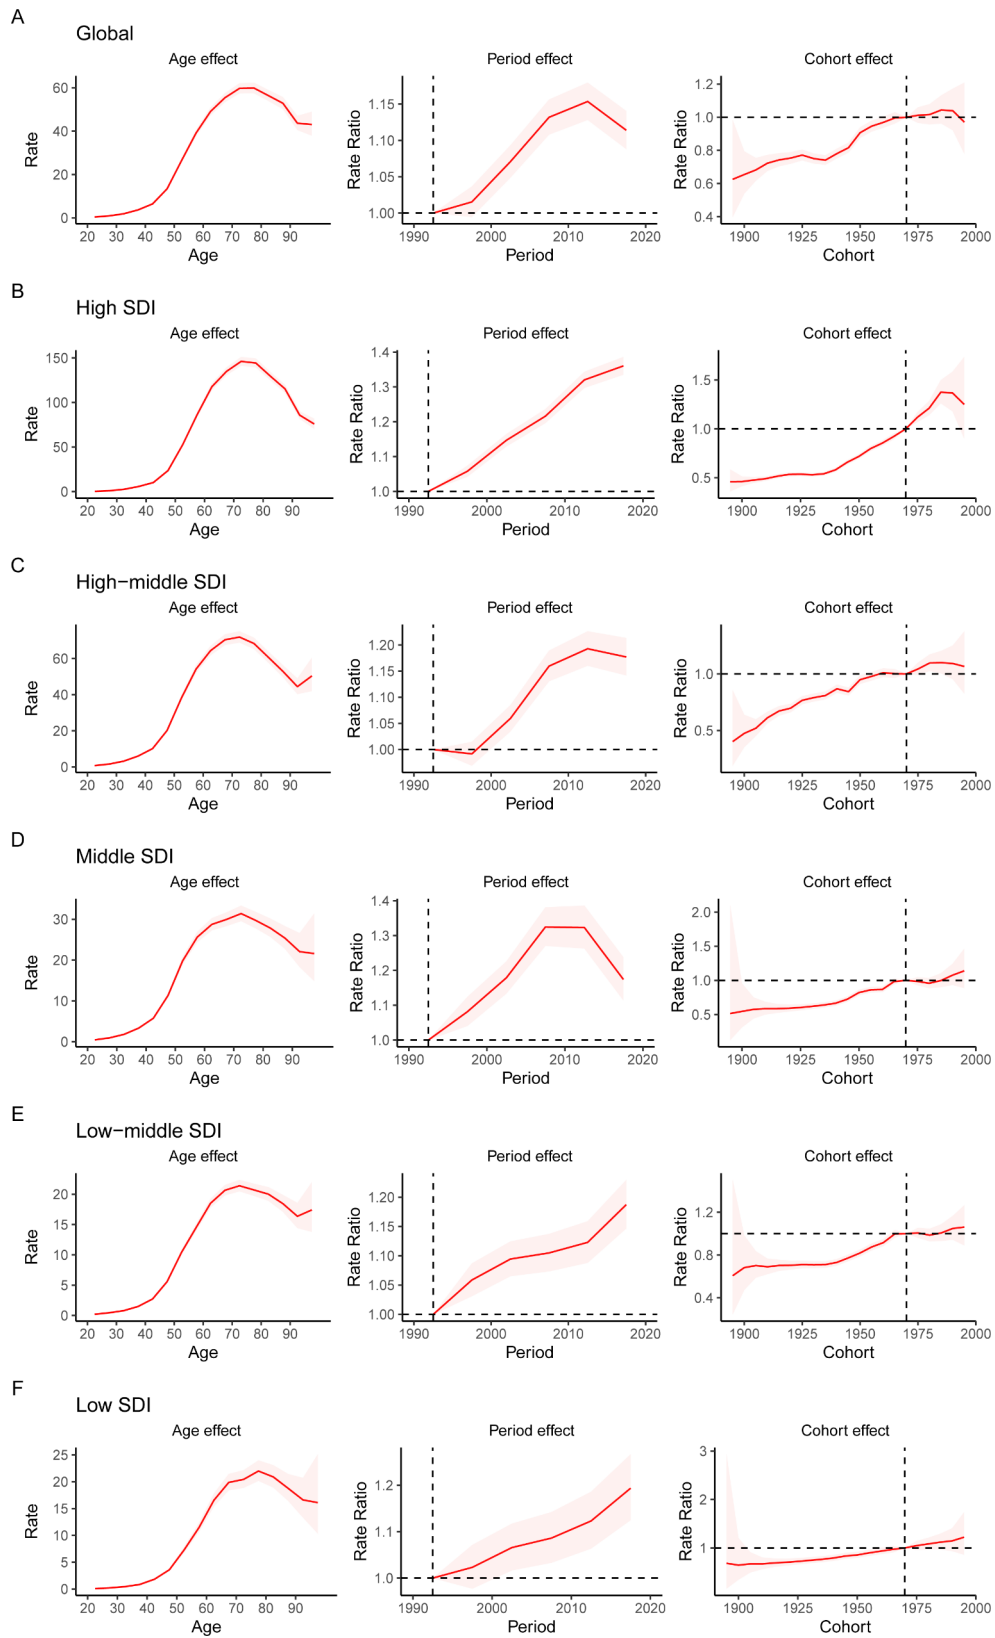 A
Global
Age effect
Period effect
Cohort effect
60
40
20
0
Rate
20 30 40 50 60 70 80 90
Age
1.15
1.10
1.05
1.00
Rate Ratio
1990 2000 2010 2020
Period
1.2
1.0
0.8
0.6
0.4
Rate Ratio
1900 1925 1950 1975 2000
Cohort
B
High SDI
Age effect
Period effect
Cohort effect
150
100
50
0
Rate
20 30 40 50 60 70 80 90
Age
1.4
1.3
1.2
1.1
1.0
Rate Ratio
1990 2000 2010 2020
Period
1.5
1.0
0.5
Rate Ratio
1900 1925 1950 1975 2000
Cohort
C
High−middle SDI
Age effect
Period effect
Cohort effect
60
40
20
0
Rate
20 30 40 50 60 70 80 90
Age
1.20
1.15
1.10
1.05
1.00
Rate Ratio
1990 2000 2010 2020
Period
1.0
0.5
Rate Ratio
1900 1925 1950 1975 2000
Cohort
D
Middle SDI
Age effect
Period effect
Cohort effect
30
20
10
0
Rate
20 30 40 50 60 70 80 90
Age
1.4
1.3
1.2
1.1
1.0
Rate Ratio
1990 2000 2010 2020
Period
2.0
1.5
1.0
0.5
Rate Ratio
1900 1925 1950 1975 2000
Cohort
E
Low−middle SDI
Age effect
Period effect
Cohort effect
20
15
10
5
0
Rate
20 30 40 50 60 70 80 90
Age
1.20
1.15
1.10
1.05
1.00
Rate Ratio
1990 2000 2010 2020
Period
1.2
0.8
0.4
Rate Ratio
1900 1925 1950 1975 2000
Cohort
F
Low SDI
Age effect
Period effect
Cohort effect
25
20
15
10
5
0
Rate
20 30 40 50 60 70 80 90
Age
1.2
1.1
1.0
Rate Ratio
1990 2000 2010 2020
Period
3
2
1
Rate Ratio
1900 1925 1950 1975 2000
Cohort